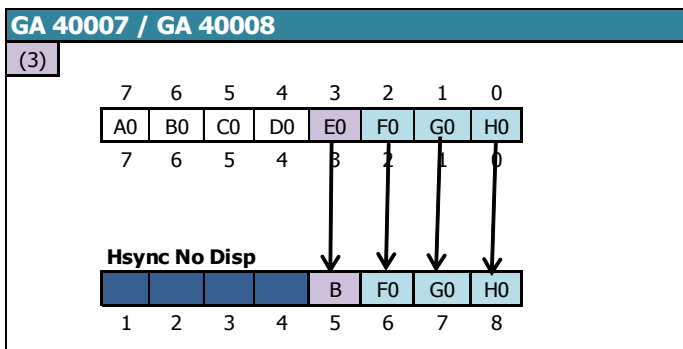 GA 40007 / GA 40008
(3)
7 6 5 4 3 2 1 0
A0 B0 C0 D0 E0 F0 G0 H0
7 6 5 4 3 2 1 0
Hsync No Disp
B F0 G0 H0
1 2 3 4 5 6 7 8